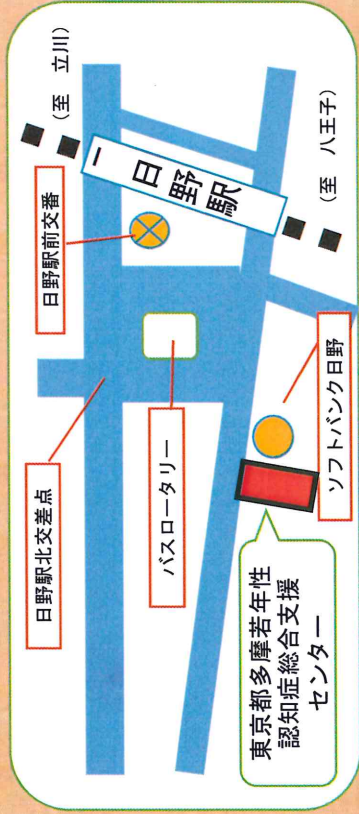 (至 立川)
日野駅
(至 八王子)
日野駅前交番
日野駅北交差点
バスロータリー
ソフトバンク日野
東京都多摩若年性
認知症総合支援
センター